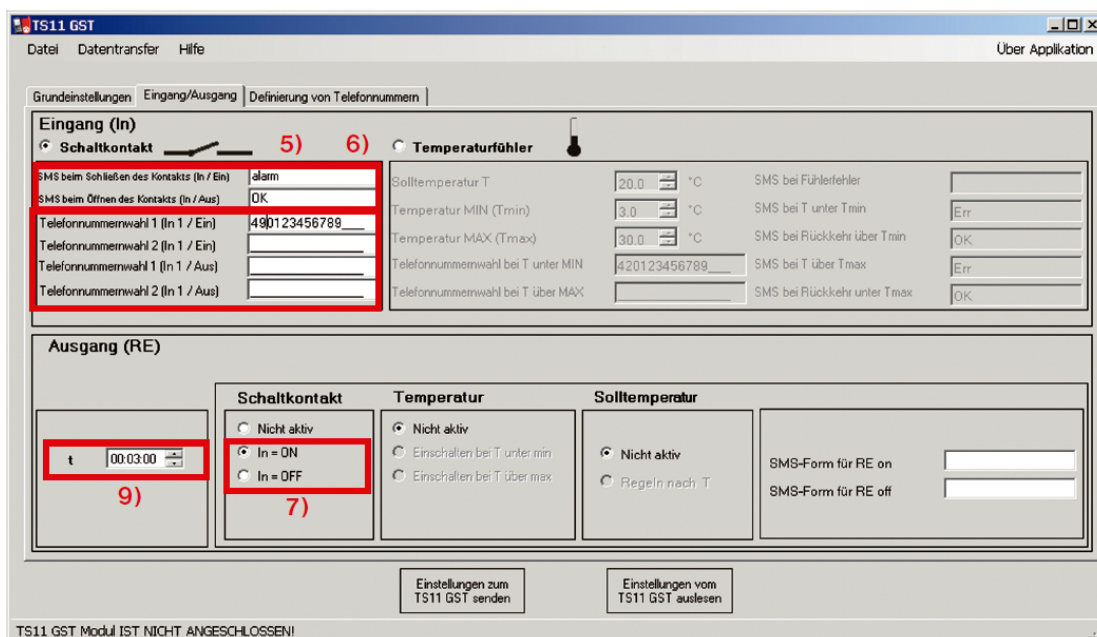 TS11 GST
Datei Datentransfer Hilfe Über Applikation
Grundeinstellungen Eingang/Ausgang Definierung von Telefonnummern
Eingang (In)
Schaltkontakt 5) 6) Temperaturfühler
SMS beim Schließen des Kontakts (In / Ein) alarm
SMS beim Öffnen des Kontakts (In / Aus) OK
Telefonnummernwahl 1 (In 1 / Ein) 490123456789___
Telefonnummernwahl 2 (In 1 / Ein)
Telefonnummernwahl 1 (In 1 / Aus)
Telefonnummernwahl 2 (In 1 / Aus)
Solltemperatur T 20.0 °C SMS bei Fühlerfehler
Temperatur MIN (Tmin) 3.0 °C SMS bei T unter Tmin Err
Temperatur MAX (Tmax) 30.0 °C SMS bei Rückkehr über Tmin OK
Telefonnummernwahl bei T unter MIN 420123456789___ SMS bei T über Tmax Err
Telefonnummernwahl bei T über MAX SMS bei Rückkehr unter Tmax OK
Ausgang (RE)
t 00:03:00
9)
Schaltkontakt
Nicht aktiv
In = ON
In = OFF
7)
Temperatur
Nicht aktiv
Einschalten bei T unter min
Einschalten bei T über max
Solltemperatur
Nicht aktiv
Regeln nach T
SMS-Form für RE on
SMS-Form für RE off
Einstellungen zum
TS11 GST senden
Einstellungen vom
TS11 GST auslesen
TS11 GST Modul IST NICHT ANGESCHLOSSEN!